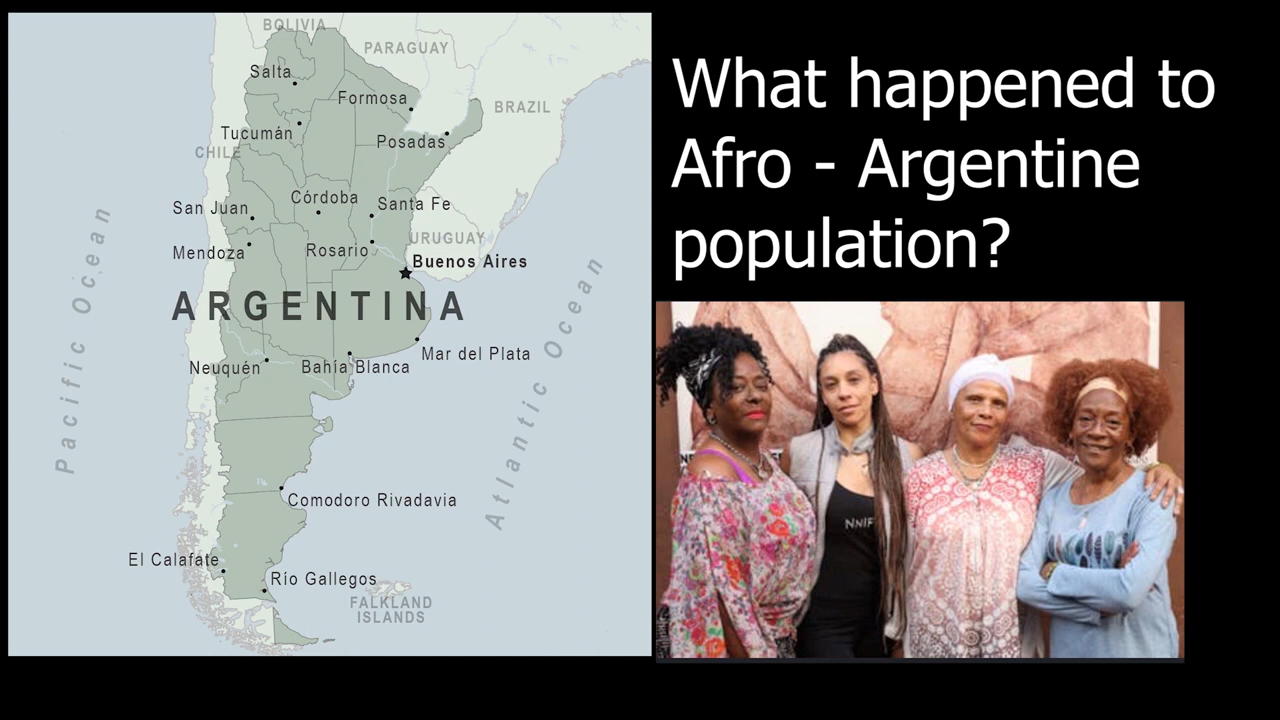 What happened to
Afro - Argentine
population?
BOLIVIA
PARAGUAY
Salta
Formosa
BRAZIL
Tucumán
Posadas
CHILE
Córdoba
San Juan
Santa Fe
Pacific Ocean
URUGUAY
Mendoza
Rosario
Buenos Aires
ARGENTINA
Atlantic Ocean
Mar del Plata
Neuquén
Bahía Blanca
Comodoro Rivadavia
El Calafate
Río Gallegos
FALKLAND
ISLANDS